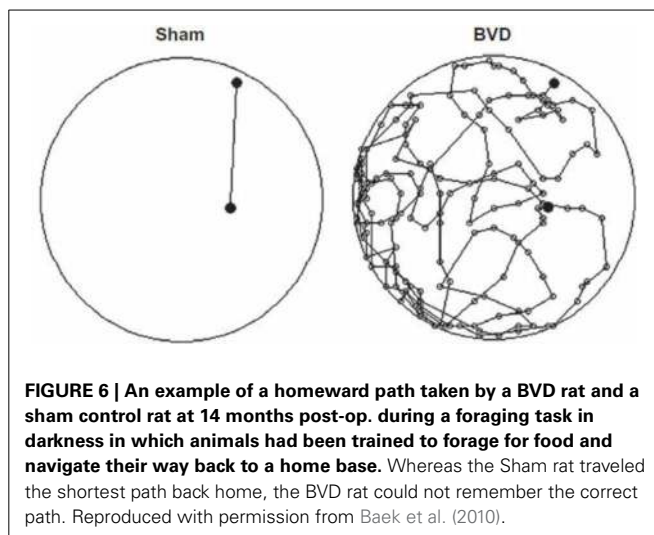 Sham BVD
FIGURE 6 | An example of a homeward path taken by a BVD rat and a
sham control rat at 14 months post-op. during a foraging task in
darkness in which animals had been trained to forage for food and
navigate their way back to a home base. Whereas the Sham rat traveled
the shortest path back home, the BVD rat could not remember the correct
path. Reproduced with permission from Baek et al. (2010).